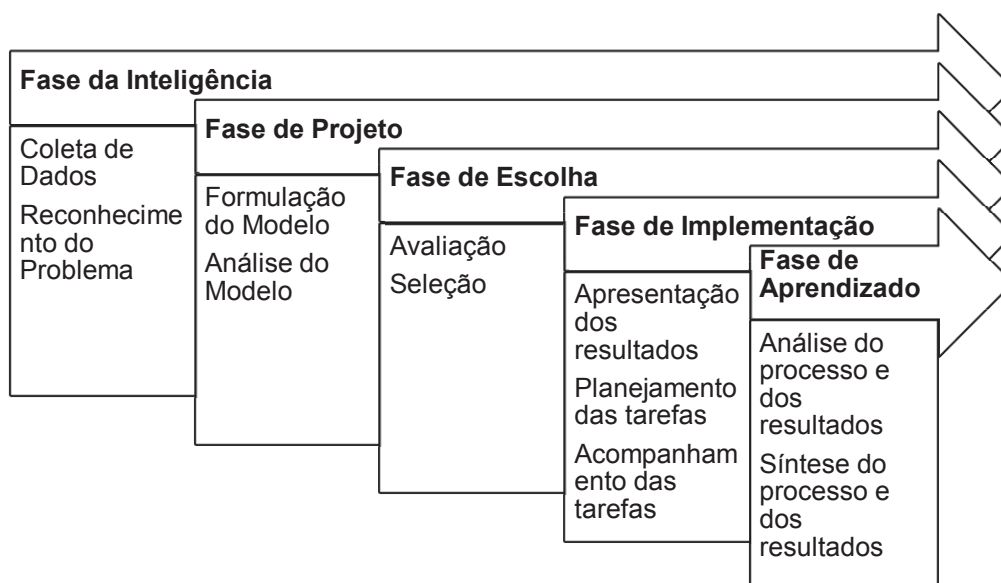 Fase da Inteligência
Coleta de
Dados
Reconhecime
nto do
Problema
Fase de Projeto
Formulação
do Modelo
Análise do
Modelo
Fase de Escolha
Avaliação
Seleção
Fase de Implementação
Apresentação
dos
resultados
Planejamento
das tarefas
Acompanham
ento das
tarefas
Fase de
Aprendizado
Análise do
processo e
dos
resultados
Síntese do
processo e
dos
resultados